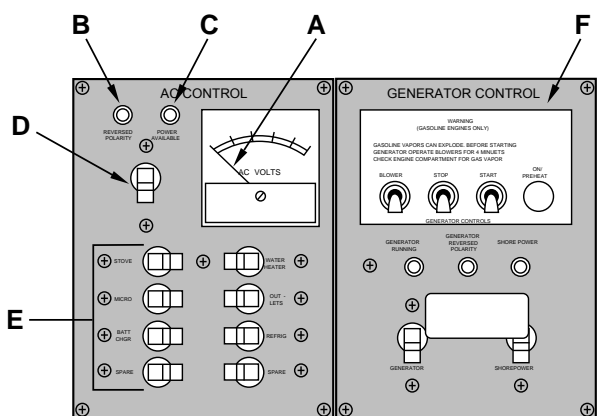 B
C
A
F
D
E
AC CONTROL
REVERSED
POLARITY
POWER
AVAILABLE
AC VOLTS
STOVE
WATER
HEATER
MICRO
OUT -
LETS
BATT
CHGR
REFRIG
SPARE
SPARE
GENERATOR CONTROL
WARNING
(GASOLINE ENGINES ONLY)
GASOLINE VAPORS CAN EXPLODE. BEFORE STARTING
GENERATOR OPERATE BLOWERS FOR 4 MINUETS
CHECK ENGINE COMPARTMENT FOR GAS VAPOR
BLOWER
STOP
START
ON/
PREHEAT
GENERATOR CONTROLS
GENERATOR
RUNNING
GENERATOR
REVERSED
POLARITY
SHORE POWER
GENERATOR
SHOREPOWER